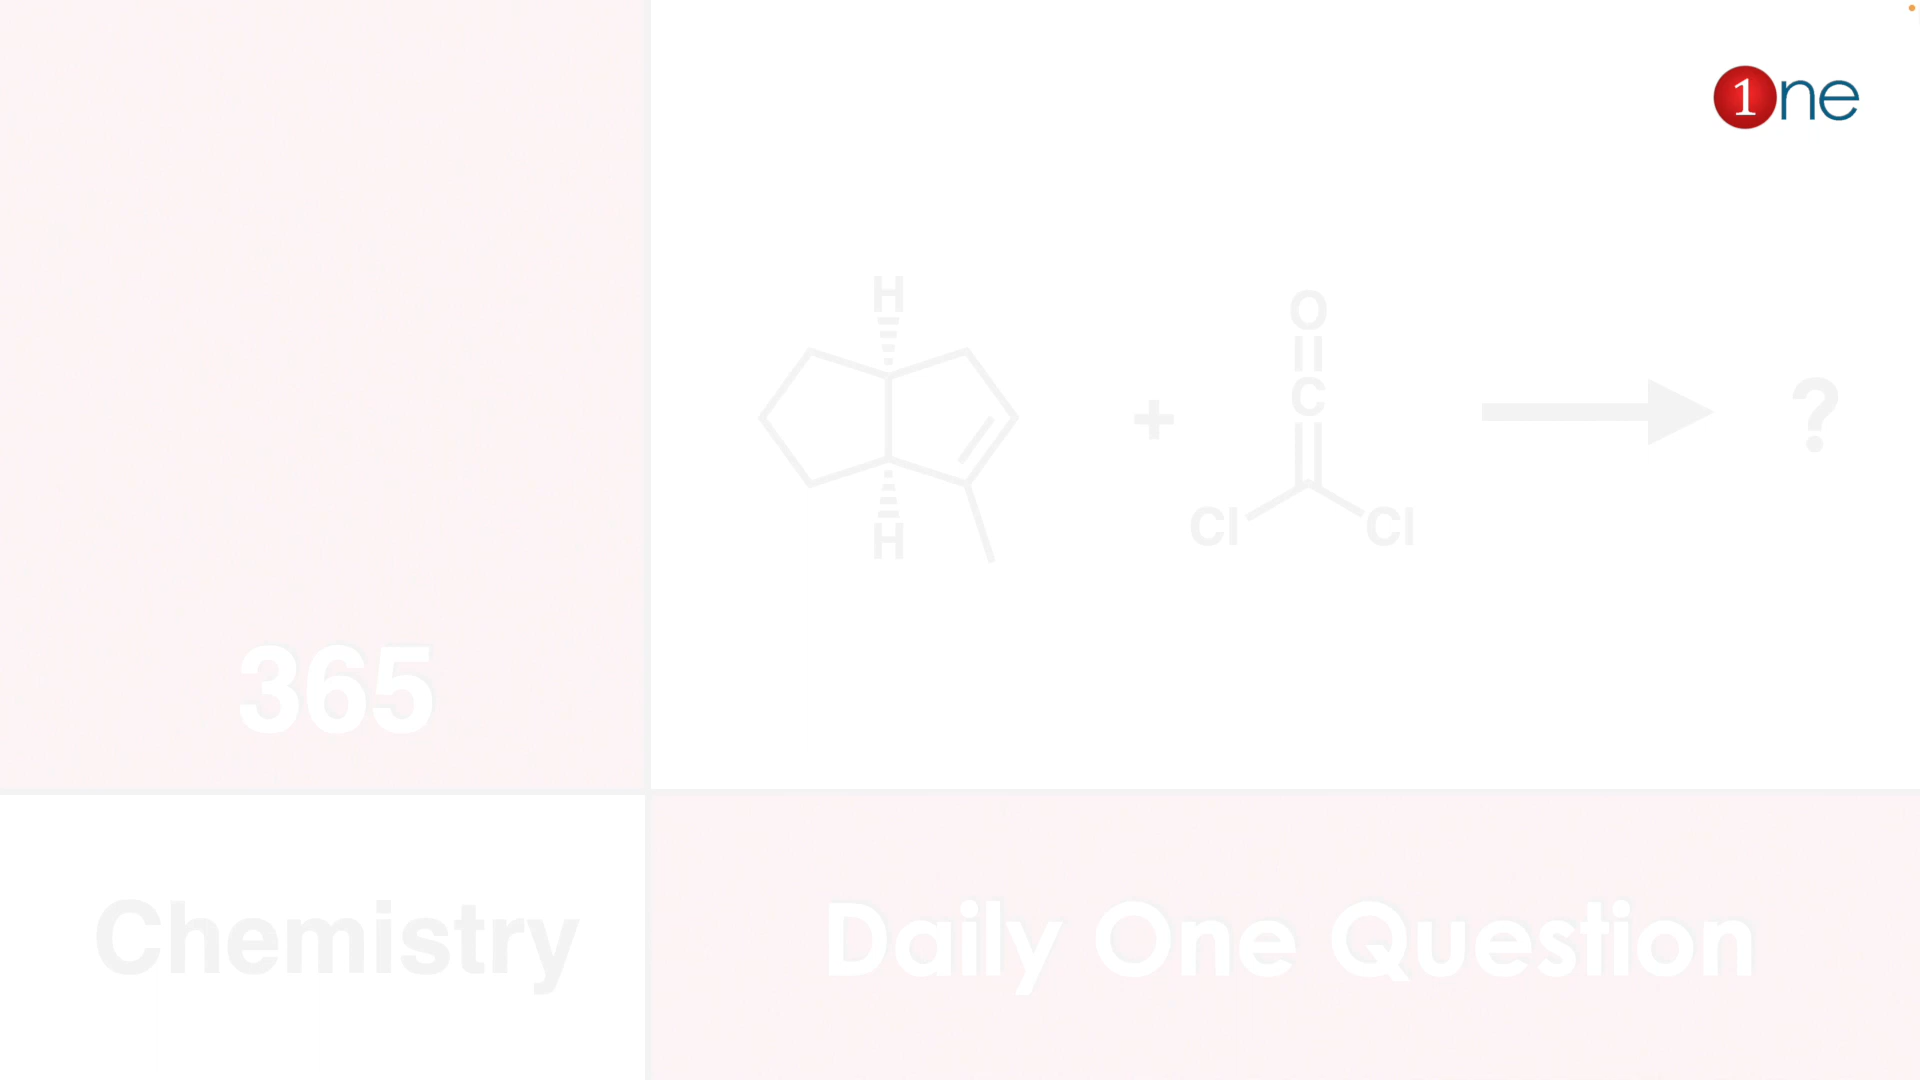 1ne
H
O
C
+
?
Cl Cl
H
365
Chemistry
Daily One Question